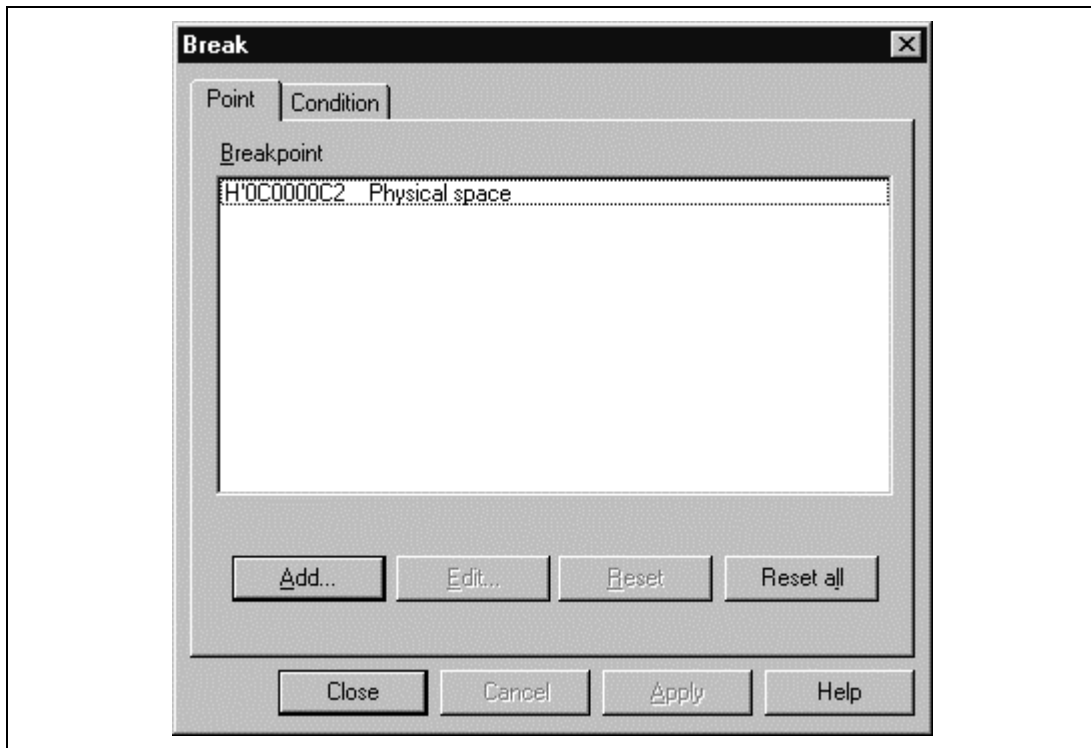 Break
Point Condition
Breakpoint
H'0C0000C2 Physical space
Add... Edit... Reset Reset all
Close Cancel Apply Help